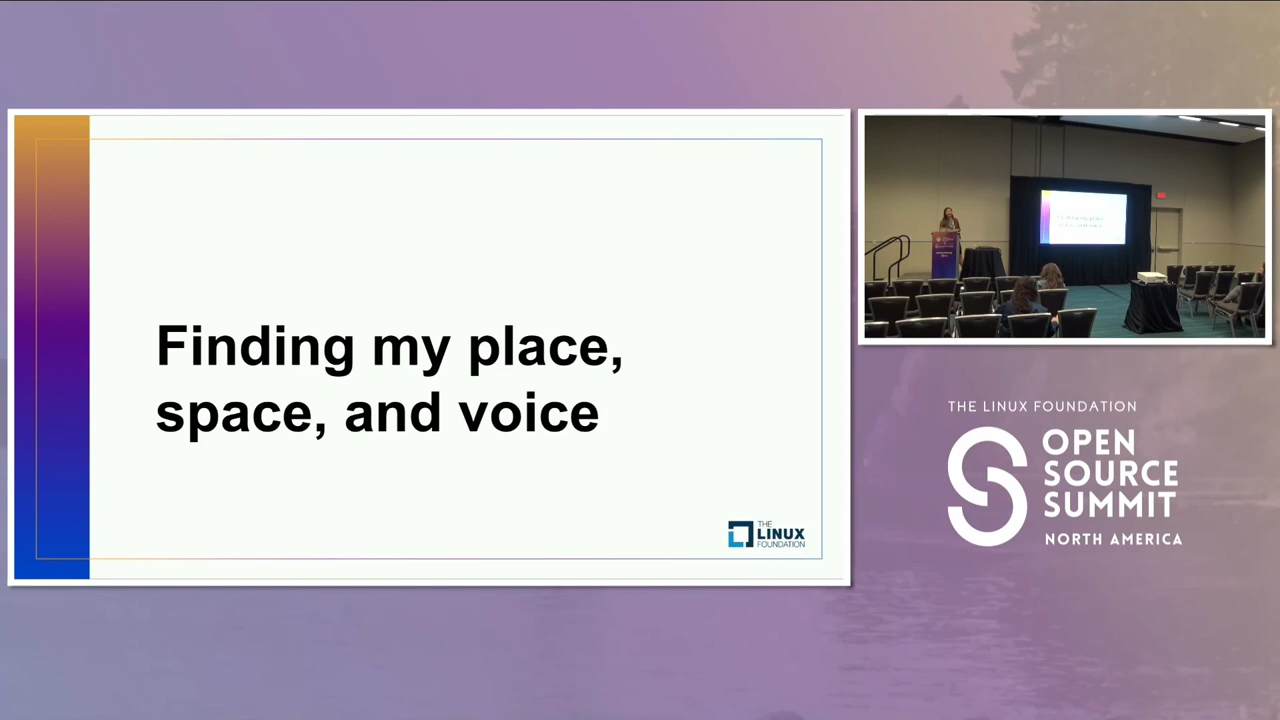 Finding my place,
space, and voice
THE
LINUX
FOUNDATION
THE LINUX FOUNDATION
OPEN
SOURCE
SUMMIT
NORTH AMERICA